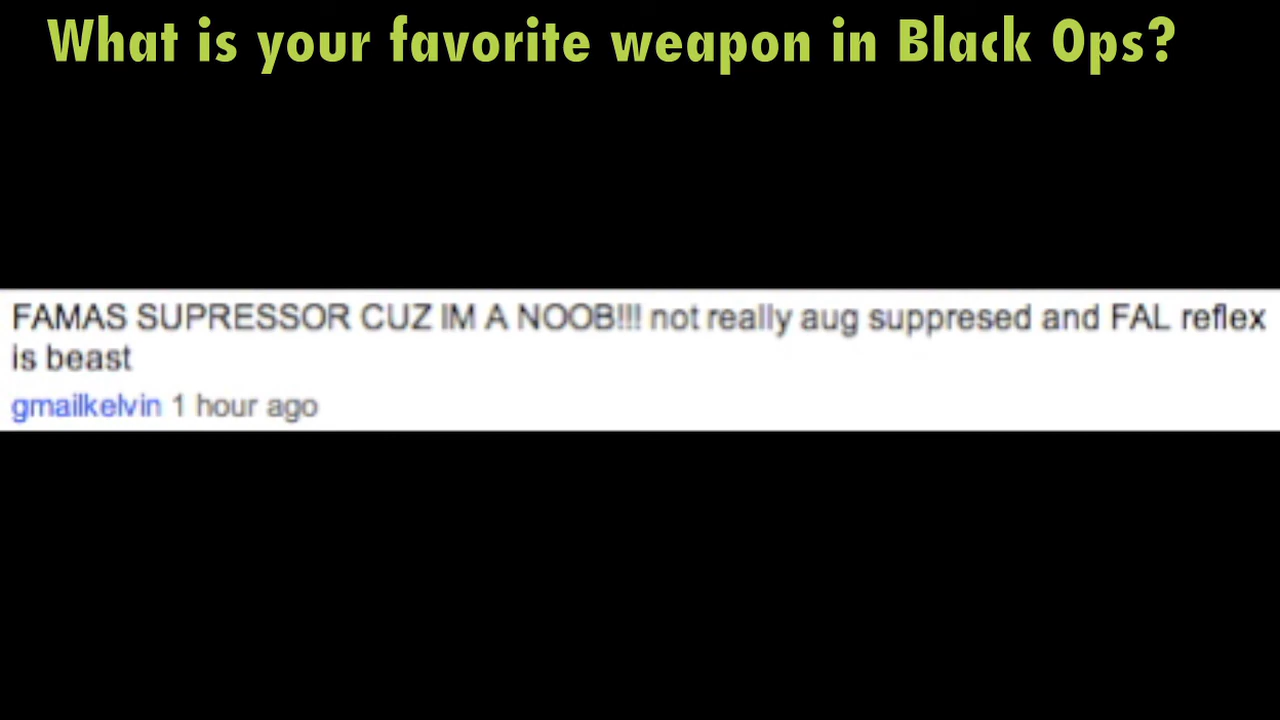 What is your favorite weapon in Black Ops?
FAMAS SUPRESSOR CUZ IM A NOOB!!! not really aug suppresed and FAL reflex
is beast
gmailkelvin 1 hour ago